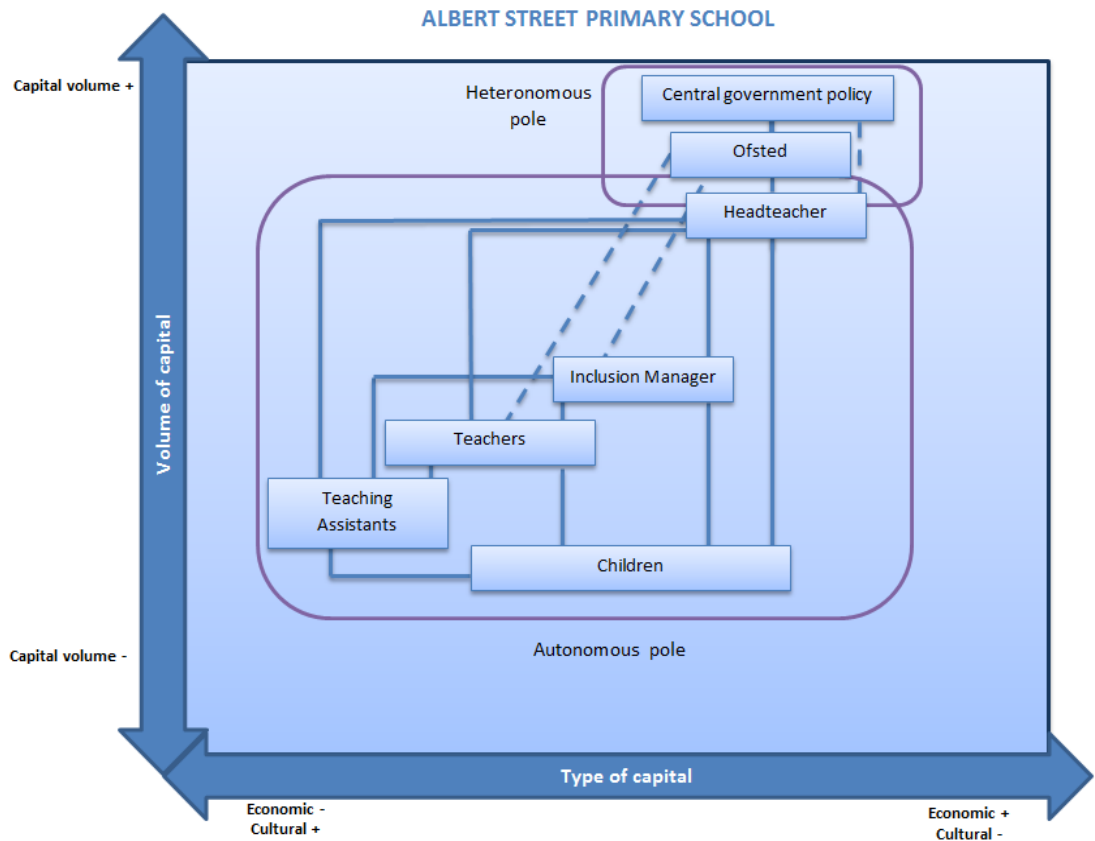 ALBERT STREET PRIMARY SCHOOL
Capital volume +
Heteronomous
pole
Central government policy
Ofsted
Headteacher
Volume of capital
Inclusion Manager
Teachers
Teaching
Assistants
Children
Autonomous pole
Capital volume -
Type of capital
Economic -
Cultural +
Economic +
Cultural -